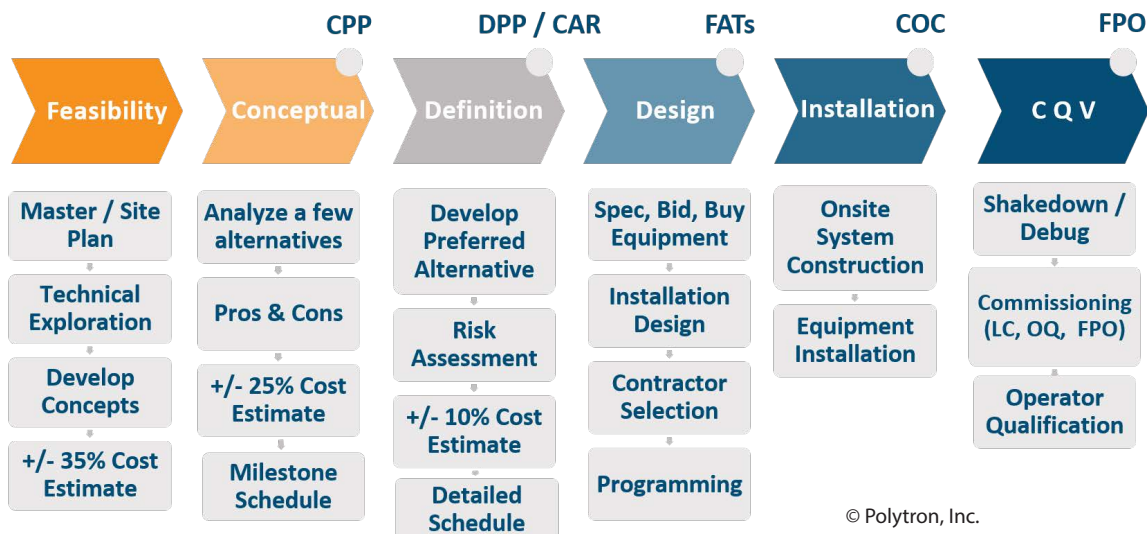 CPP
DPP / CAR
FATs
COC
FPO
Feasibility
Conceptual
Definition
Design
Installation
C Q V
Master / Site
Plan
Technical
Exploration
Develop
Concepts
+/- 35% Cost
Estimate
Analyze a few
alternatives
Pros & Cons
+/- 25% Cost
Estimate
Milestone
Schedule
Develop
Preferred
Alternative
Risk
Assessment
+/- 10% Cost
Estimate
Detailed
Schedule
Spec, Bid, Buy
Equipment
Installation
Design
Contractor
Selection
Programming
Onsite
System
Construction
Equipment
Installation
Shakedown /
Debug
Commissioning
(LC, OQ, FPO)
Operator
Qualification
© Polytron, Inc.